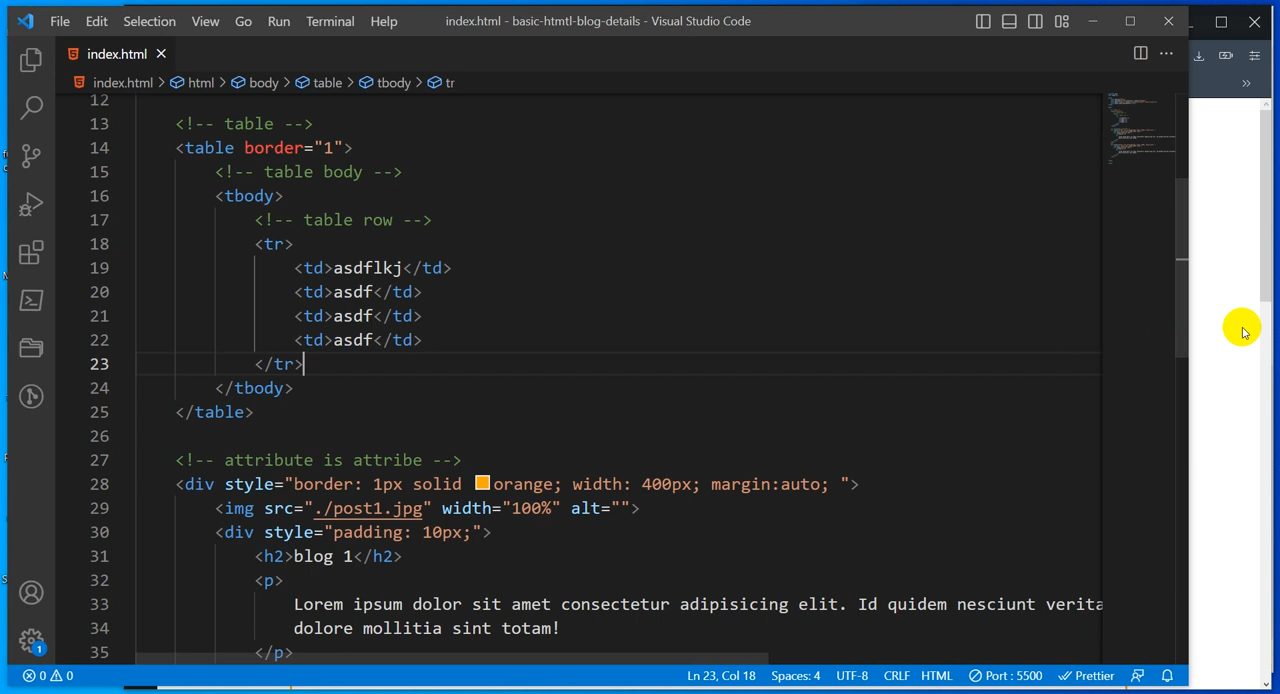 File Edit Selection View Go Run Terminal Help index.html - basic-htmtl-blog-details - Visual Studio Code
index.html
index.html > html > body > table > tbody > tr
12
13 <!-- table -->
14 <table border="1">
15 <!-- table body -->
16 <tbody>
17 <!-- table row -->
18 <tr>
19 <td>asdflkj</td>
20 <td>asdf</td>
21 <td>asdf</td>
22 <td>asdf</td>
23 </tr>
24 </tbody>
25 </table>
26
27 <!-- attribute is attribe -->
28 <div style="border: 1px solid orange; width: 400px; margin:auto; ">
29 <img src="./post1.jpg" width="100%" alt="">
30 <div style="padding: 10px;">
31 <h2>blog 1</h2>
32 <p>
33 Lorem ipsum dolor sit amet consectetur adipisicing elit. Id quidem nesciunt verita
34 dolore mollitia sint totam!
35 </p>
1
0 0 Ln 23, Col 18 Spaces: 4 UTF-8 CRLF HTML Port : 5500 Prettier